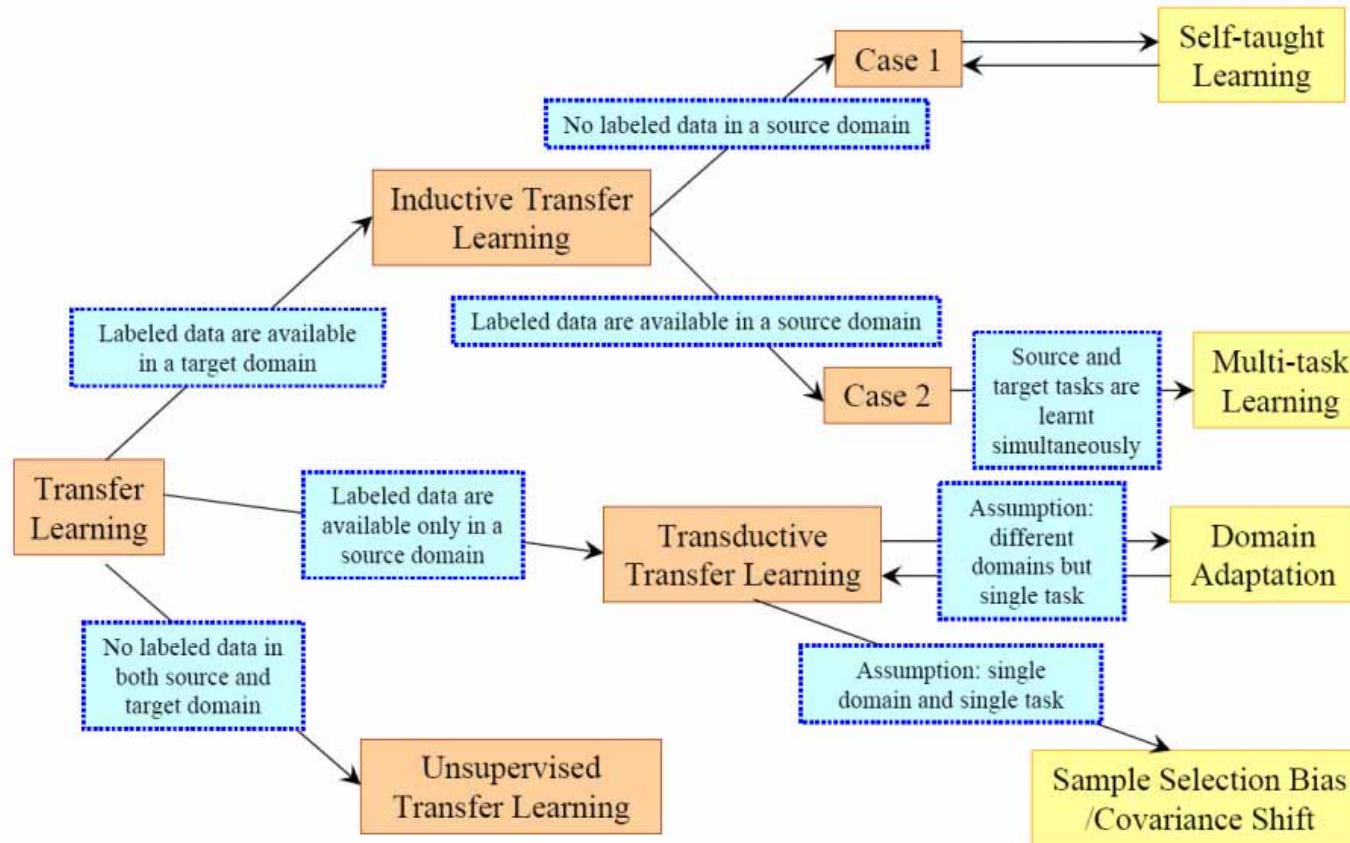 Self-taught
Learning
Case 1
No labeled data in a source domain
Inductive Transfer
Learning
Labeled data are available
in a target domain
Labeled data are available in a source domain
Case 2
Source and
target tasks are
learnt
simultaneously
Multi-task
Learning
Transfer
Learning
Labeled data are
available only in a
source domain
Transductive
Transfer Learning
Assumption:
different
domains but
single task
Domain
Adaptation
No labeled data in
both source and
target domain
Assumption: single
domain and single task
Unsupervised
Transfer Learning
Sample Selection Bias
/Covariance Shift